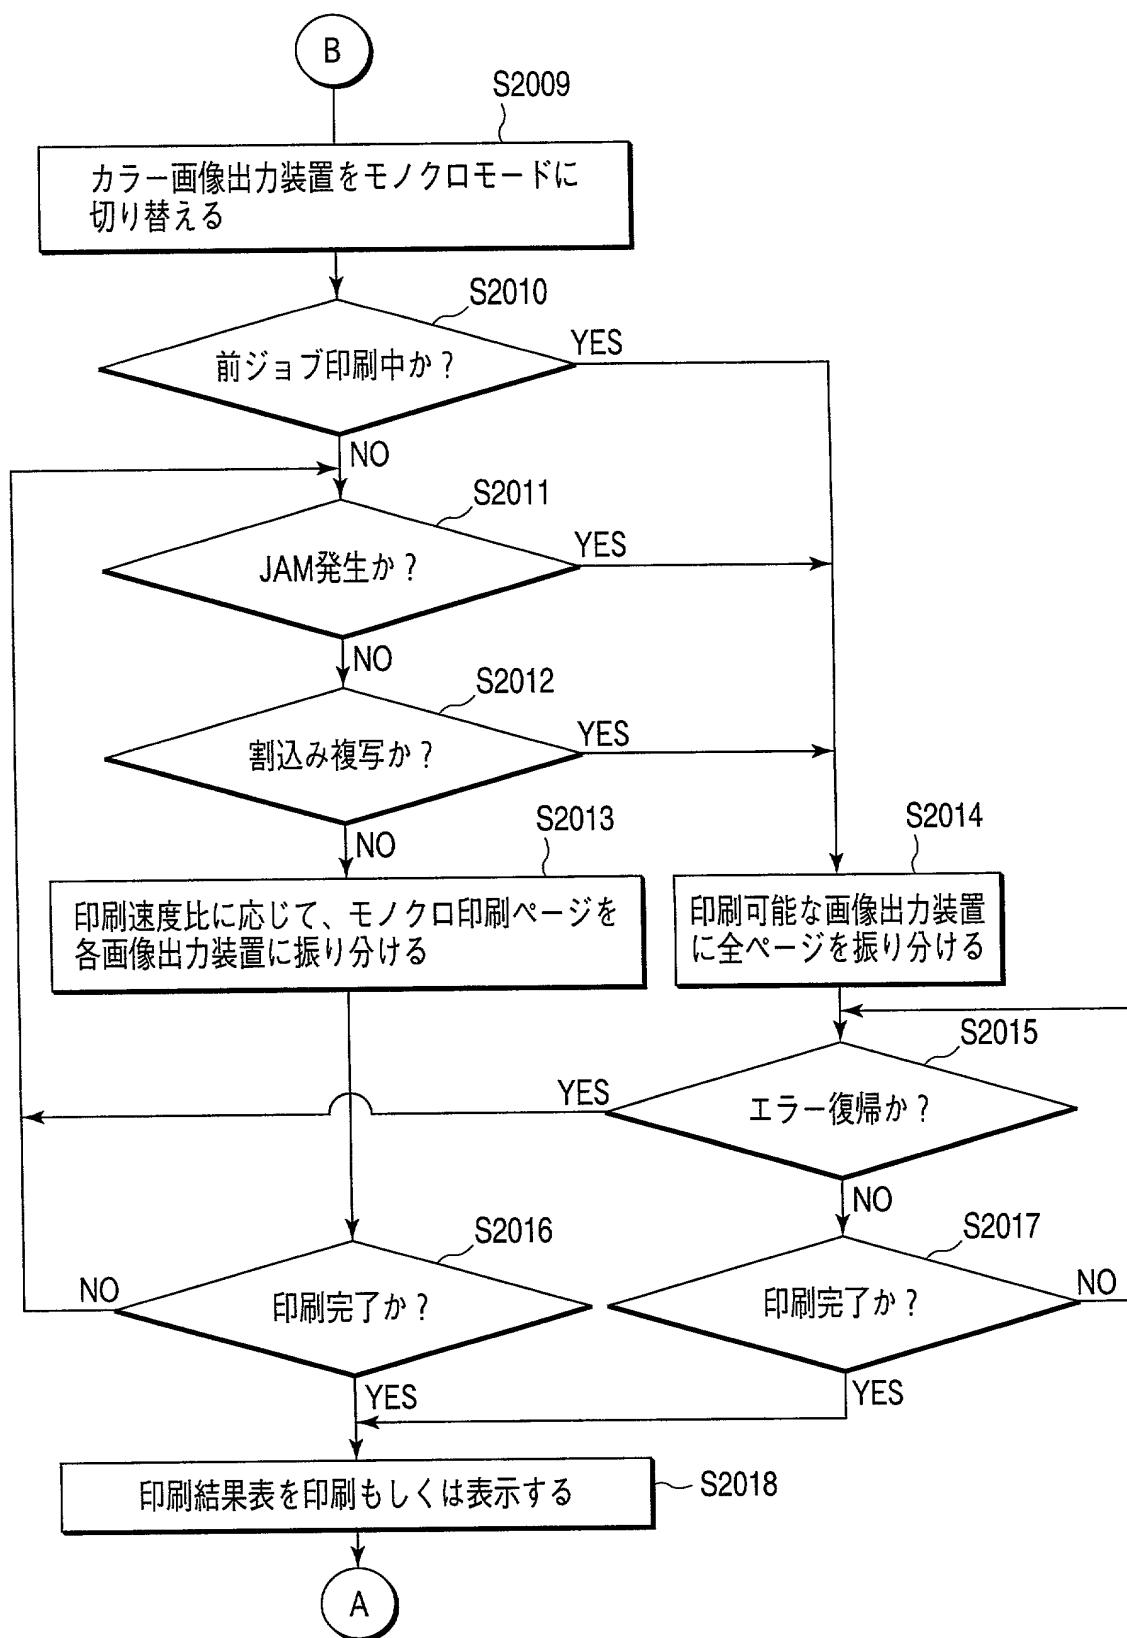 B
S2009
カラー画像出力装置をモノクロモードに
切り替える
S2010
前ジョブ印刷中か？
YES
NO
S2011
JAM発生か？
YES
NO
S2012
割込み複写か？
YES
NO
S2013
印刷速度比に応じて、モノクロ印刷ページを
各画像出力装置に振り分ける
S2014
印刷可能な画像出力装置
に全ページを振り分ける
S2015
エラー復帰か？
YES
NO
S2016
印刷完了か？
NO
YES
S2017
印刷完了か？
NO
YES
印刷結果表を印刷もしくは表示する
S2018
A